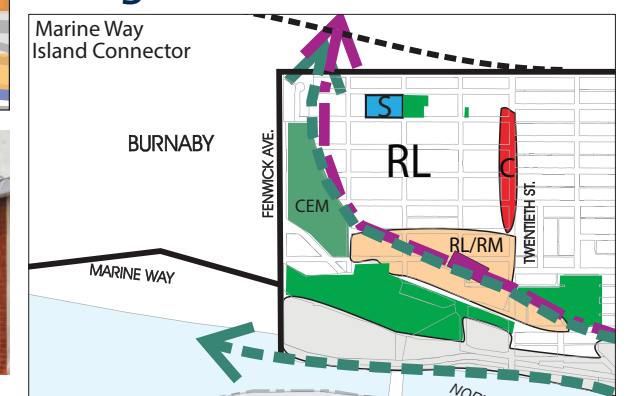 Marine Way
Island Connector
S
BURNABY
FENWICK AVE.
RL
C
CEM
TWENTIETH ST.
RL/RM
MARINE WAY